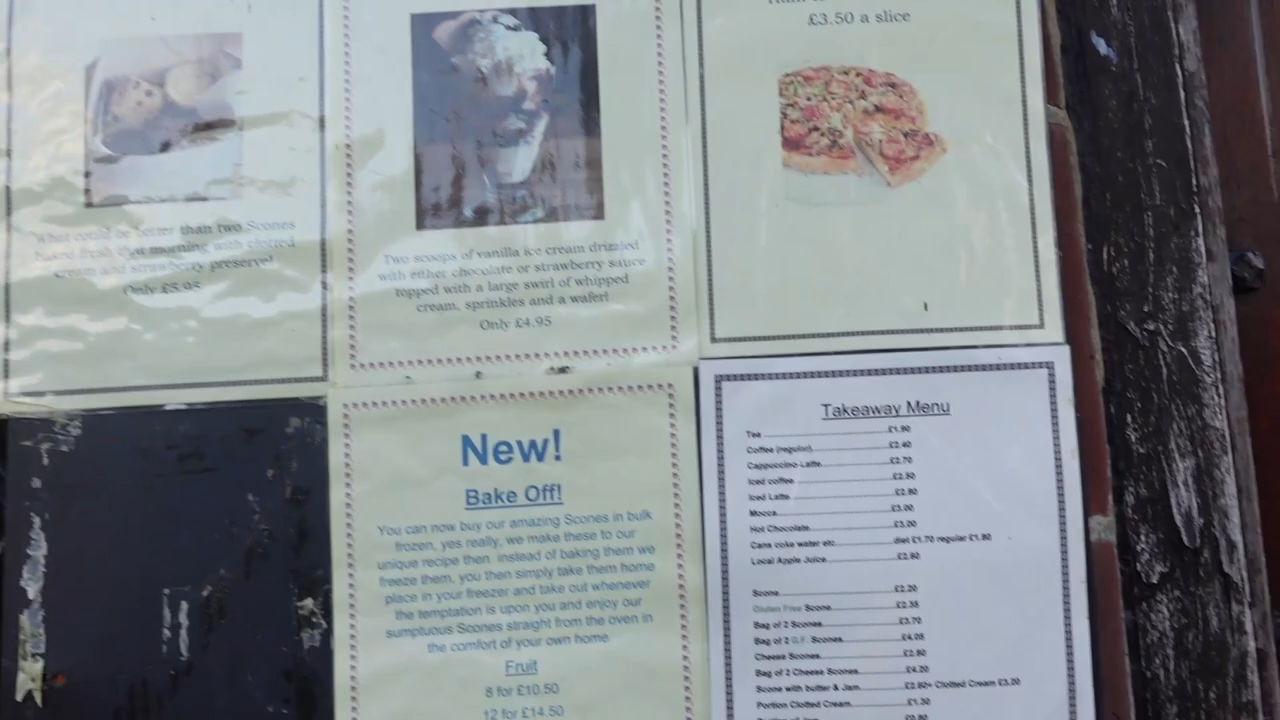 £3.50 a slice
What could be better than two Scones
baked fresh that morning with clotted
cream and strawberry preserve!
Only £5.95
Two scoops of vanilla ice cream drizzled
with either chocolate or strawberry sauce
topped with a large swirl of whipped
cream, sprinkles and a wafer!
Only £4.95
New!
Bake Off!
You can now buy our amazing Scones in bulk
frozen, yes really, we make these to our
unique recipe then instead of baking them we
freeze them, you then simply take them home
place in your freezer and take out whenever
the temptation is upon you and enjoy our
sumptuous Scones straight from the oven in
the comfort of your own home.
Fruit
8 for £10.50
12 for £14.50
Takeaway Menu
Tea £1.90
Coffee (regular) £2.40
Cappuccino-Latte £2.70
Iced coffee £2.50
Iced Latte £2.80
Mocca £3.00
Hot Chocolate £3.00
Cans coke water etc diet £1.70 regular £1.80
Local Apple Juice £2.60
Scone £2.20
Gluten Free Scone £2.35
Bag of 2 Scones £3.70
Bag of 2 G.F. Scones £4.05
Cheese Scones £2.80
Bag of 2 Cheese Scones £4.20
Scone with butter & Jam £2.80+ Clotted Cream £3.20
Portion Clotted Cream £1.30